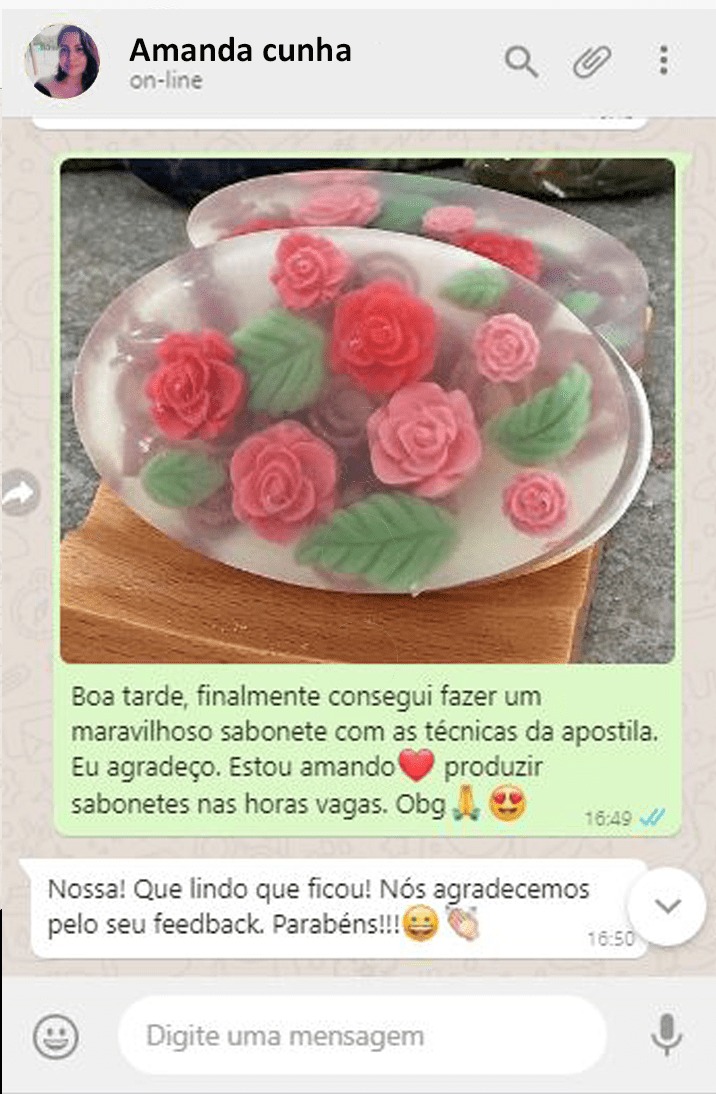 Amanda cunha
on-line
Boa tarde, finalmente consegui fazer um
maravilhoso sabonete com as técnicas da apostila.
Eu agradeço. Estou amando❤️ produzir
sabonetes nas horas vagas. Obg🙏😍
16:49
Nossa! Que lindo que ficou! Nós agradecemos
pelo seu feedback. Parabéns!!!😀👏🏻
16:50
Digite uma mensagem